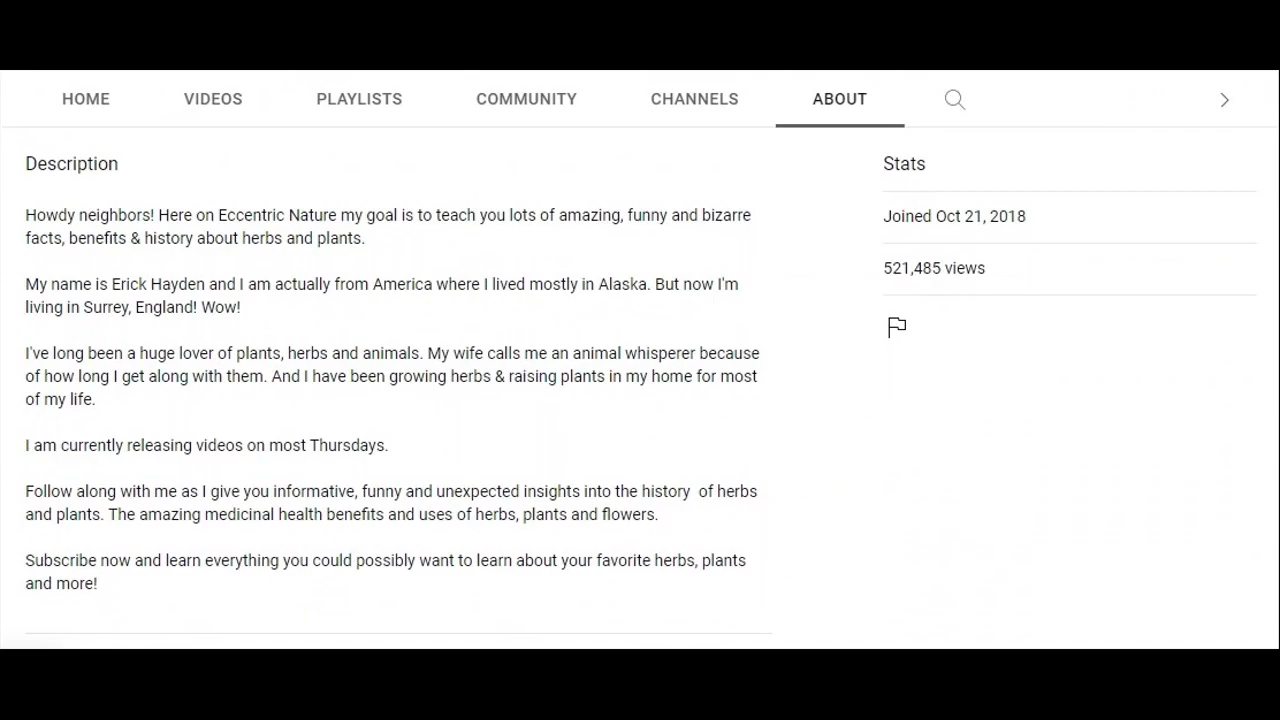 HOME VIDEOS PLAYLISTS COMMUNITY CHANNELS ABOUT
Description
Howdy neighbors! Here on Eccentric Nature my goal is to teach you lots of amazing, funny and bizarre
facts, benefits & history about herbs and plants.
My name is Erick Hayden and I am actually from America where I lived mostly in Alaska. But now I'm
living in Surrey, England! Wow!
I've long been a huge lover of plants, herbs and animals. My wife calls me an animal whisperer because
of how long I get along with them. And I have been growing herbs & raising plants in my home for most
of my life.
I am currently releasing videos on most Thursdays.
Follow along with me as I give you informative, funny and unexpected insights into the history  of herbs
and plants. The amazing medicinal health benefits and uses of herbs, plants and flowers.
Subscribe now and learn everything you could possibly want to learn about your favorite herbs, plants
and more!
Stats
Joined Oct 21, 2018
521,485 views